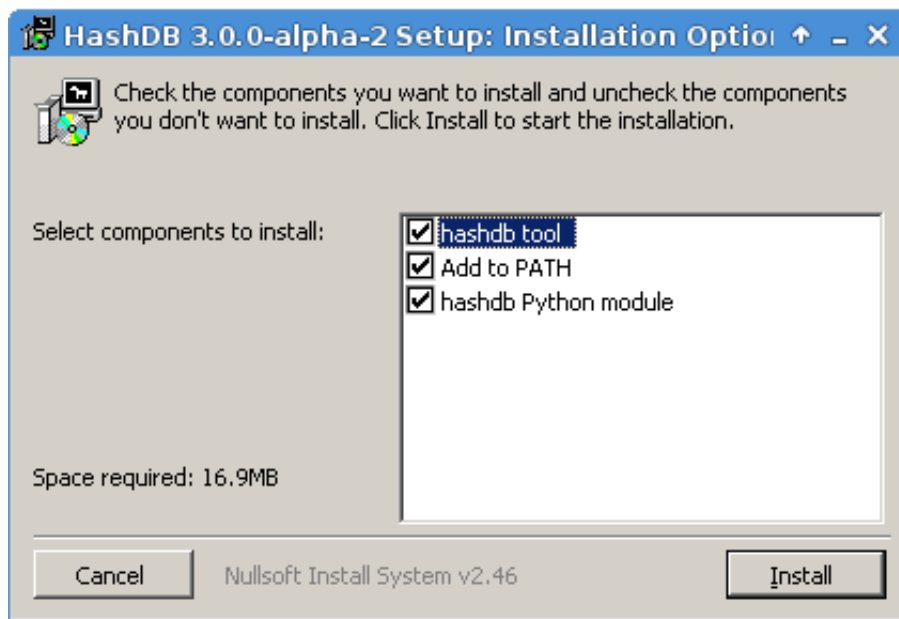 HashDB 3.0.0-alpha-2 Setup: Installation Optio
Check the components you want to install and uncheck the components
you don't want to install. Click Install to start the installation.
Select components to install:
hashdb tool
Add to PATH
hashdb Python module
Space required: 16.9MB
Cancel
Nullsoft Install System v2.46
Install